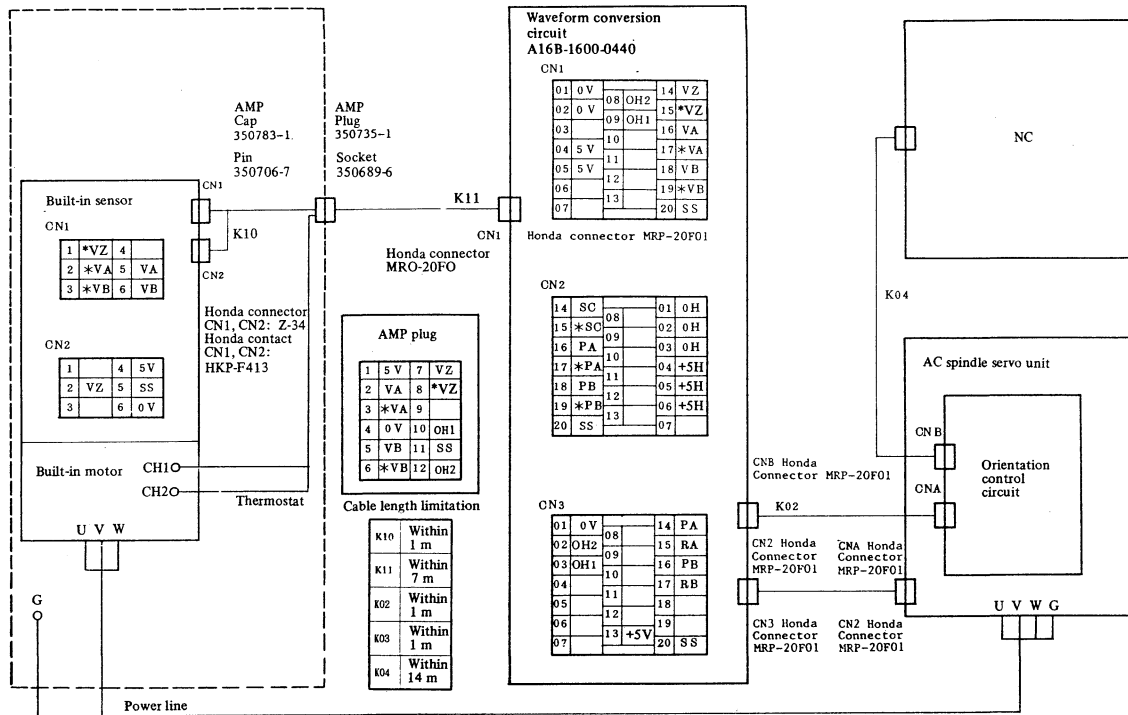 Waveform conversion
circuit
A16B-1600-0440
CN1
01 0V 08 OH2 14 VZ
02 0V 09 OH1 15 *VZ
03 10 16 VA
04 5V 11 17 *VA
05 5V 12 18 VB
06 13 19 *VB
07 20 SS
Honda connector MRP-20F01
CN2
14 SC 08 01 0H
15 *SC 09 02 0H
16 PA 10 03 0H
17 *PA 11 04 +5H
18 PB 12 05 +5H
19 *PB 13 06 +5H
20 SS 07
CN3
01 0V 08 14 PA
02 OH2 09 15 RA
03 OH1 10 16 PB
04 11 17 RB
05 12 18
06 13 +5V 19
07 20 SS
AMP
Cap
350783-1
Pin
350706-7
AMP
Plug
350735-1
Socket
350689-6
Built-in sensor
CN1
1 *VZ 4
2 *VA 5 VA
3 *VB 6 VB
CN2
1 4 5V
2 VZ 5 SS
3 6 0V
CN1
K10
CN2
K11
CN1
Honda connector
MRO-20FO
Honda connector
CN1, CN2: Z-34
Honda contact
CN1, CN2:
HKP-F413
Built-in motor
CH1
CH2
Thermostat
U V W
G
Power line
AMP plug
1 5V 7 VZ
2 VA 8 *VZ
3 *VA 9
4 0V 10 OH1
5 VB 11 SS
6 *VB 12 OH2
Cable length limitation
K10 Within 1 m
K11 Within 7 m
K02 Within 1 m
K03 Within 1 m
K04 Within 14 m
NC
K04
AC spindle servo unit
CNB
CNA
Orientation
control
circuit
CNB Honda
Connector MRP-20F01
K02
CN2 Honda
Connector
MRP-20F01
CNA Honda
Connector
MRP-20F01
CN3 Honda
Connector
MRP-20F01
CN2 Honda
Connector
MRP-20F01
U V W G